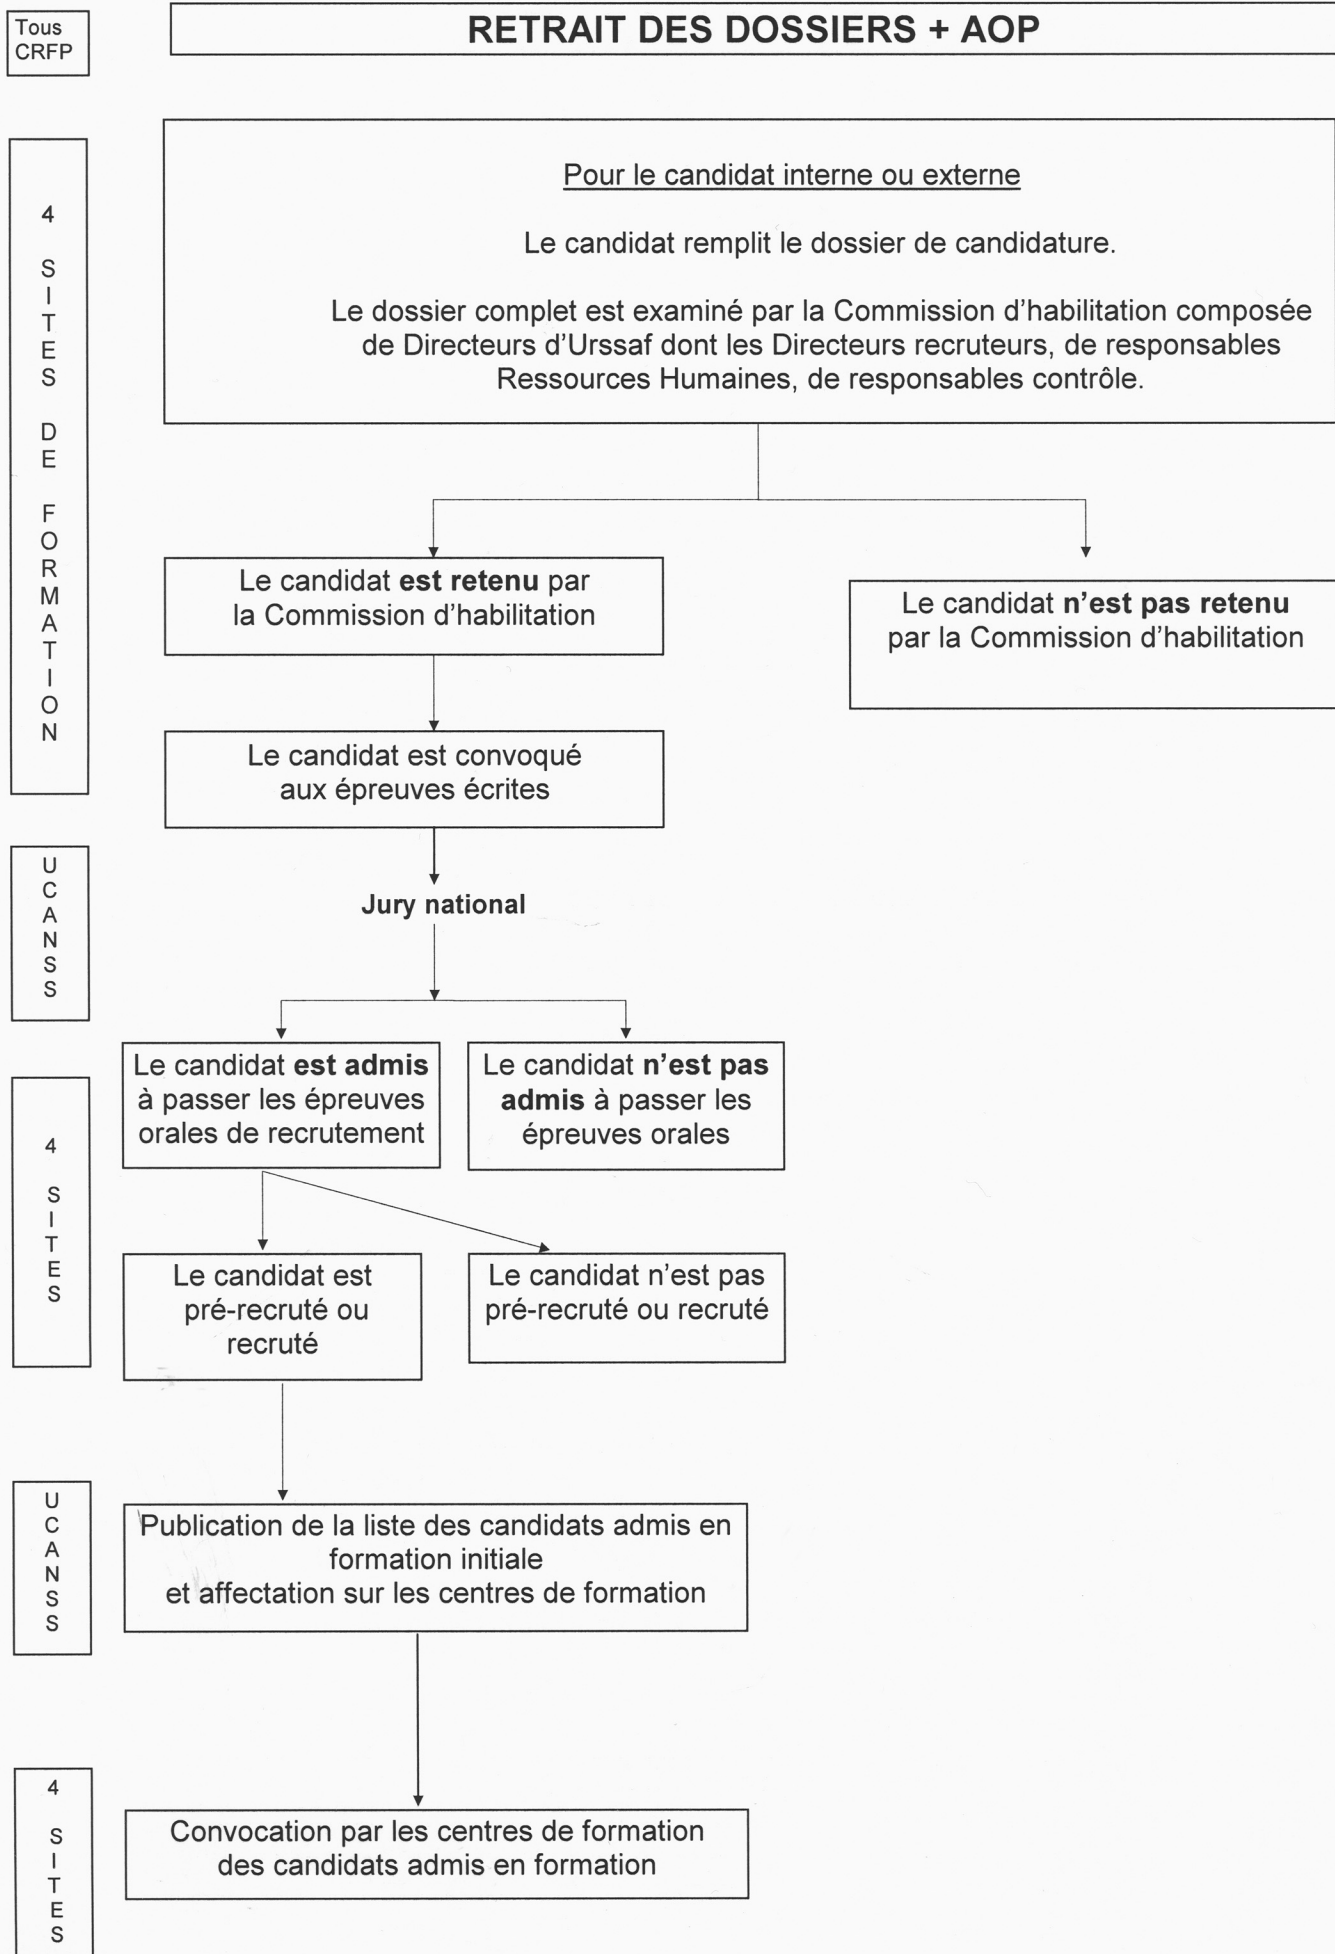 Tous
CRFP
RETRAIT DES DOSSIERS + AOP
4
SITES
DE
FORMATION
Pour le candidat interne ou externe
Le candidat remplit le dossier de candidature.
Le dossier complet est examiné par la Commission d'habilitation composée
de Directeurs d'Urssaf dont les Directeurs recruteurs, de responsables
Ressources Humaines, de responsables contrôle.
Le candidat est retenu par
la Commission d'habilitation
Le candidat n'est pas retenu
par la Commission d'habilitation
Le candidat est convoqué
aux épreuves écrites
UCANSS
Jury national
4
SITES
Le candidat est admis
à passer les épreuves
orales de recrutement
Le candidat n'est pas
admis à passer les
épreuves orales
Le candidat est
pré-recruté ou
recruté
Le candidat n'est pas
pré-recruté ou recruté
UCANSS
Publication de la liste des candidats admis en
formation initiale
et affectation sur les centres de formation
4
SITES
Convocation par les centres de formation
des candidats admis en formation